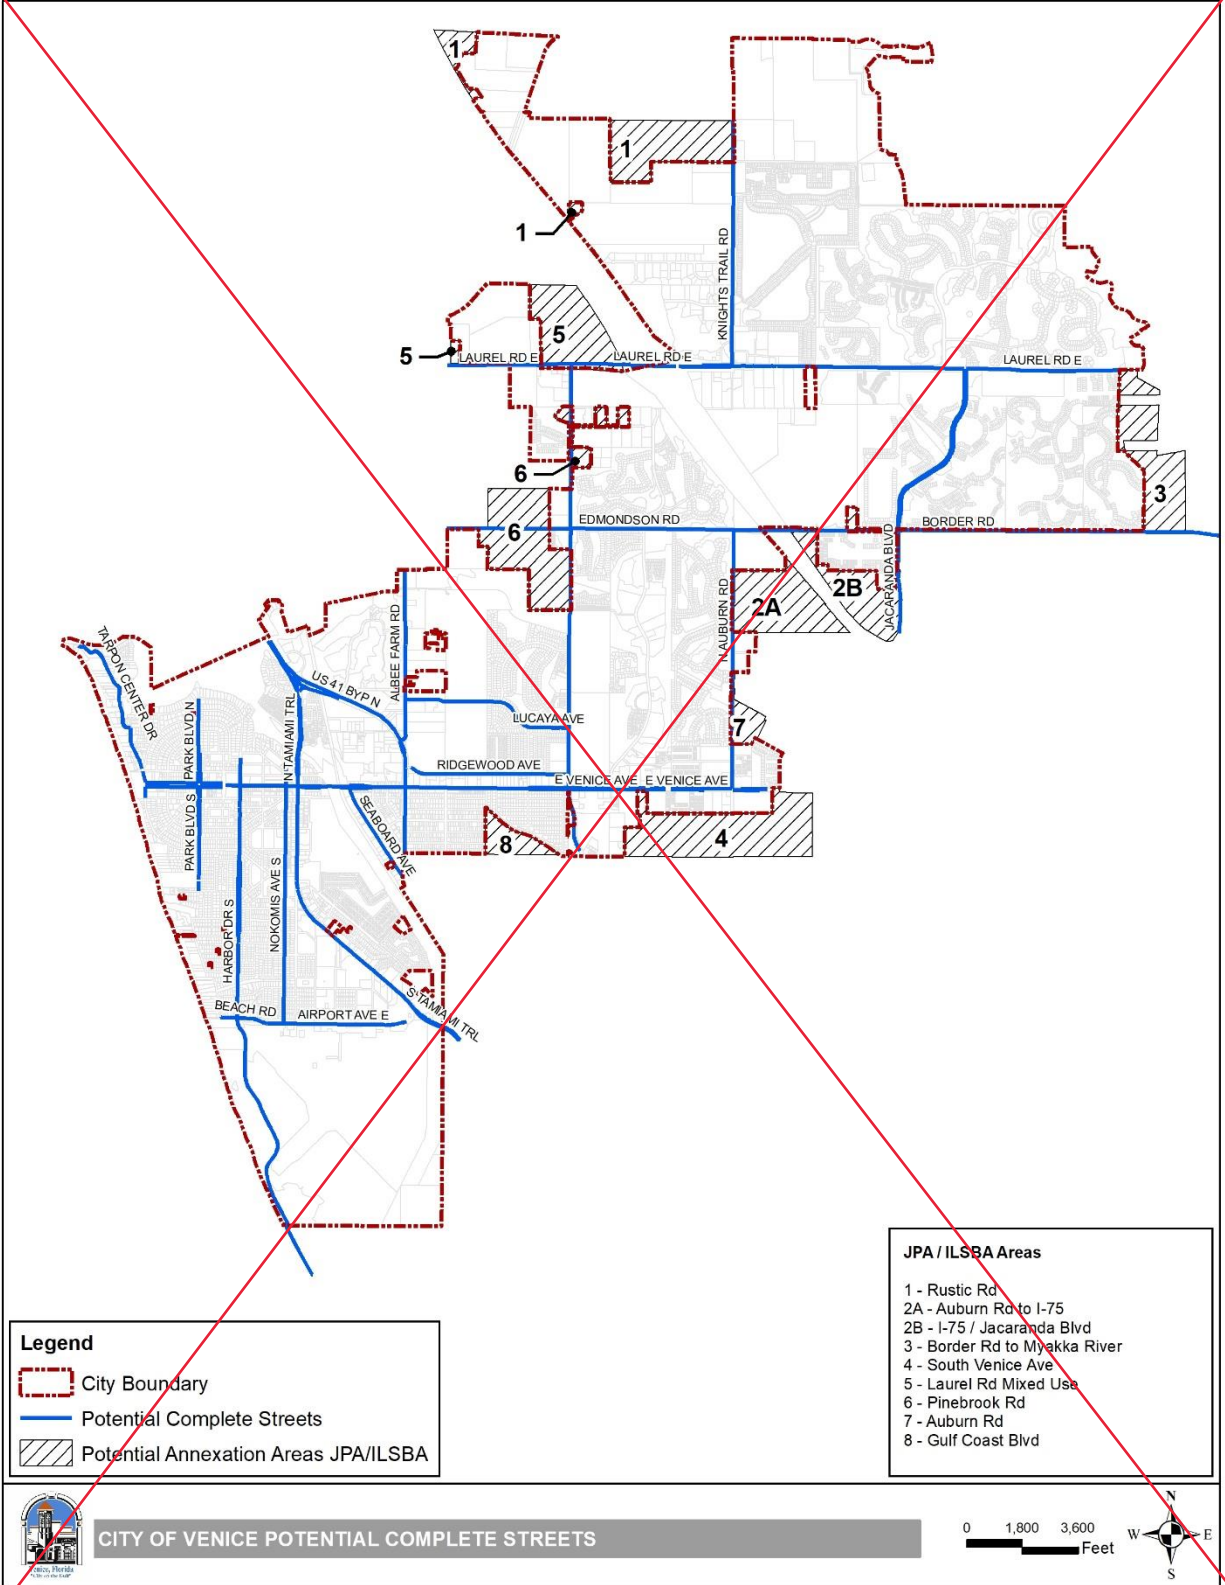 1
1
1
KNIGHTS TRAIL RD
5
5
LAUREL RD E
LAUREL RD E
LAUREL RD E
6
3
6
EDMONDSON RD
BORDER RD
JACARANDA BLVD
2B
2A
N AUBURN RD
ALBEE FARM RD
TARPON CENTER DR
US 41 BYP N
N TAMIAMI TRL
PARK BLVD N
LUCAYA AVE
7
RIDGEWOOD AVE
E VENICE AVE
E VENICE AVE
PARK BLVD S
SEABOARD AVE
8
4
NOKOMIS AVE S
HARBOR DR S
BEACH RD
AIRPORT AVE E
S TAMIAMI TRL
JPA / ILSBA Areas
1 - Rustic Rd
2A - Auburn Rd to I-75
2B - I-75 / Jacaranda Blvd
3 - Border Rd to Myakka River
4 - South Venice Ave
5 - Laurel Rd Mixed Use
6 - Pinebrook Rd
7 - Auburn Rd
8 - Gulf Coast Blvd
Legend
City Boundary
Potential Complete Streets
Potential Annexation Areas JPA/ILSBA
Venice, Florida
"City on the Gulf"
CITY OF VENICE POTENTIAL COMPLETE STREETS
0 1,800 3,600
Feet
N
W E
S